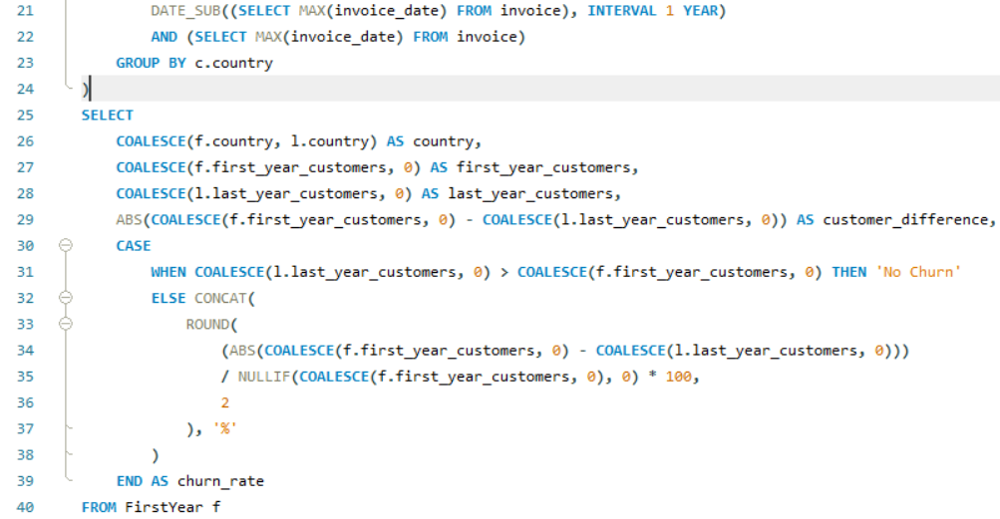 21 DATE_SUB((SELECT MAX(invoice_date) FROM invoice), INTERVAL 1 YEAR)
22 AND (SELECT MAX(invoice_date) FROM invoice)
23 GROUP BY c.country
24 )
25 SELECT
26 COALESCE(f.country, l.country) AS country,
27 COALESCE(f.first_year_customers, 0) AS first_year_customers,
28 COALESCE(l.last_year_customers, 0) AS last_year_customers,
29 ABS(COALESCE(f.first_year_customers, 0) - COALESCE(l.last_year_customers, 0)) AS customer_difference,
30 CASE
31 WHEN COALESCE(l.last_year_customers, 0) > COALESCE(f.first_year_customers, 0) THEN 'No Churn'
32 ELSE CONCAT(
33 ROUND(
34 (ABS(COALESCE(f.first_year_customers, 0) - COALESCE(l.last_year_customers, 0)))
35 / NULLIF(COALESCE(f.first_year_customers, 0), 0) * 100,
36 2
37 ), '%'
38 )
39 END AS churn_rate
40 FROM FirstYear f